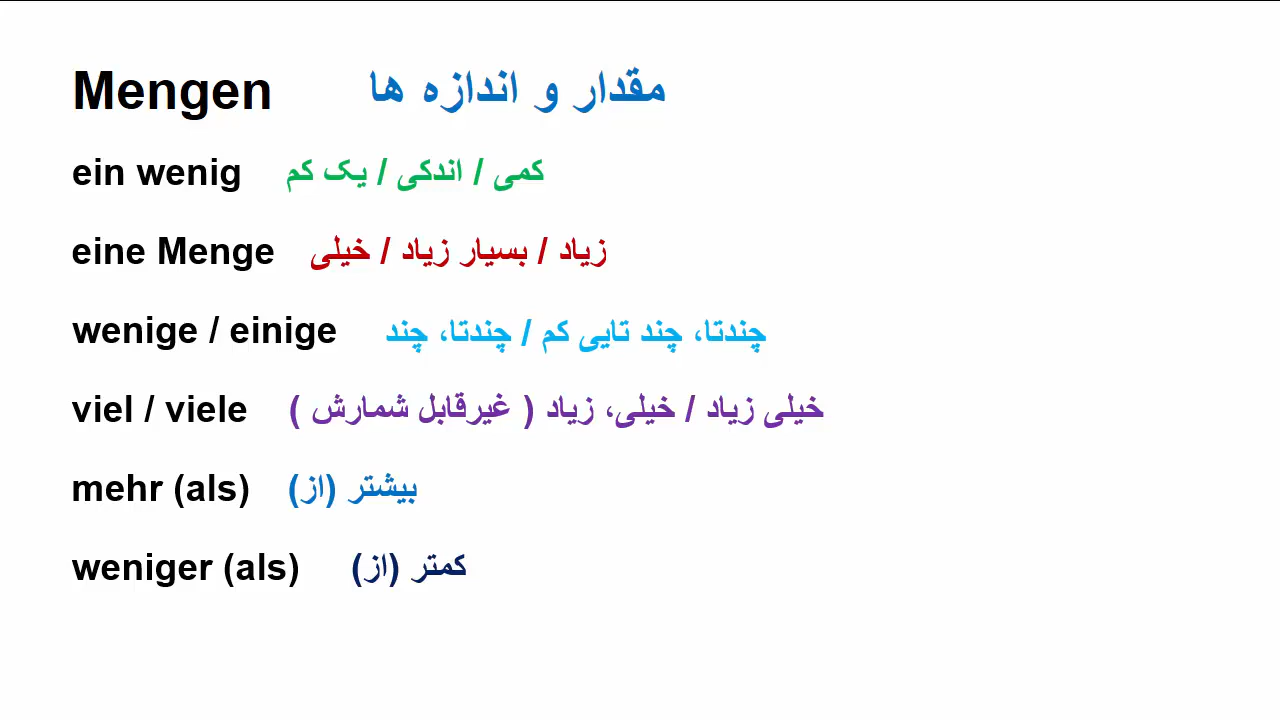 Mengen مقدار و اندازه ها
ein wenig کمی / اندکی / یک کم
eine Menge زیاد / بسیار زیاد / خیلی
wenige / einige چندتا، چند تایی کم / چندتا، چند
viel / viele خیلی زیاد / خیلی، زیاد ( غیرقابل شمارش )
mehr (als) بیشتر (از)
weniger (als) کمتر (از)